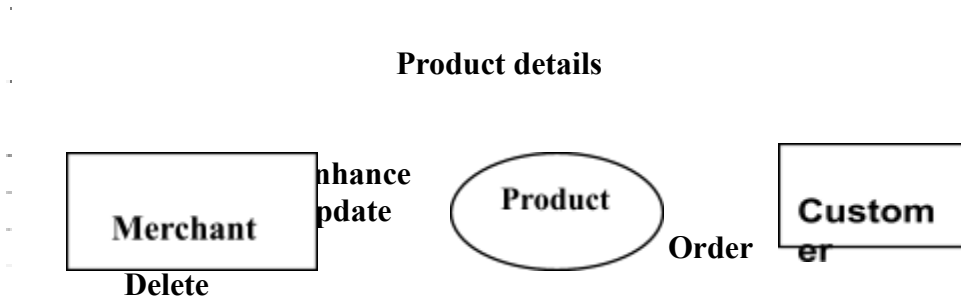 Product details
nhance
pdate
Product
Merchant
Custom
er
Order
Delete